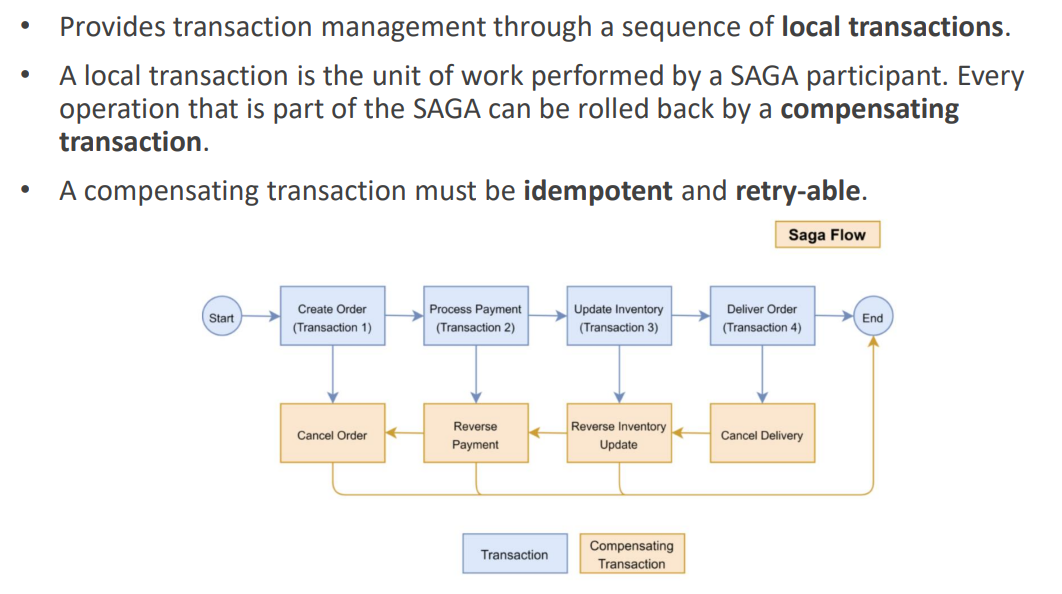 • Provides transaction management through a sequence of local transactions.
• A local transaction is the unit of work performed by a SAGA participant. Every
operation that is part of the SAGA can be rolled back by a compensating
transaction.
• A compensating transaction must be idempotent and retry-able.
Saga Flow
Start
Create Order
(Transaction 1)
Process Payment
(Transaction 2)
Update Inventory
(Transaction 3)
Deliver Order
(Transaction 4)
End
Cancel Order
Reverse
Payment
Reverse Inventory
Update
Cancel Delivery
Transaction
Compensating
Transaction